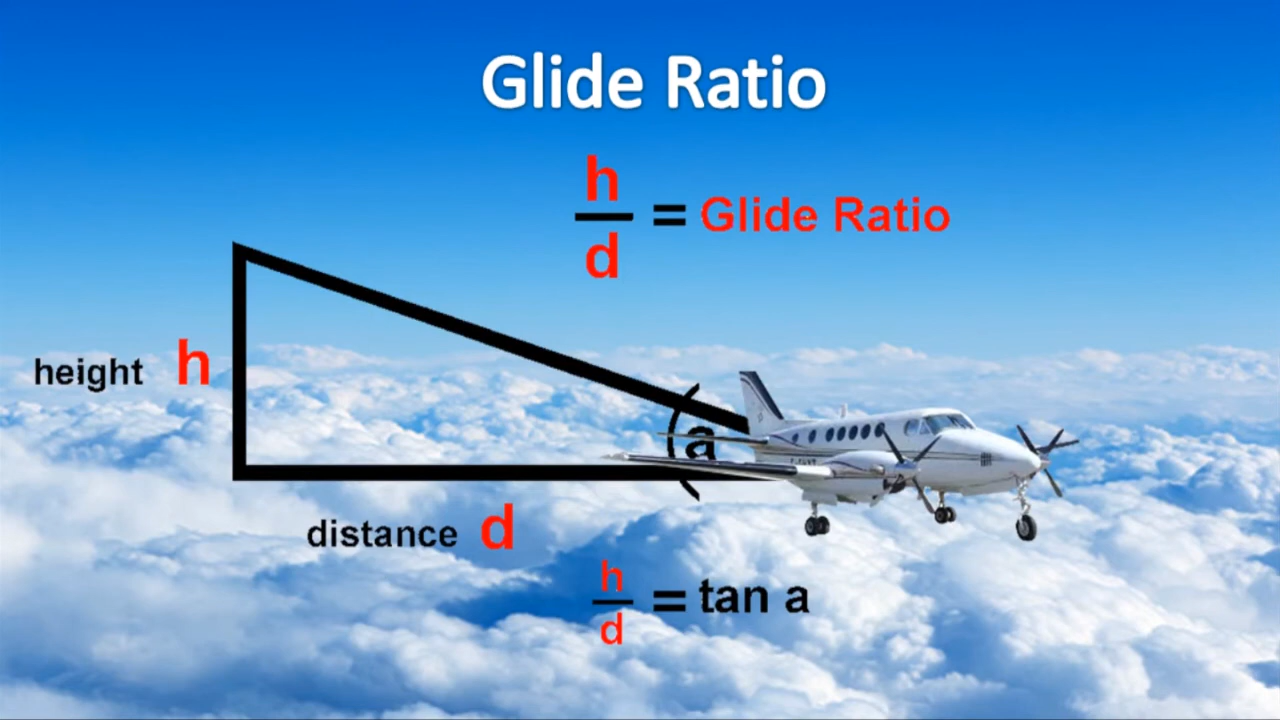 Glide Ratio
h
d
= Glide Ratio
height h
a
distance d
h
d
= tan a